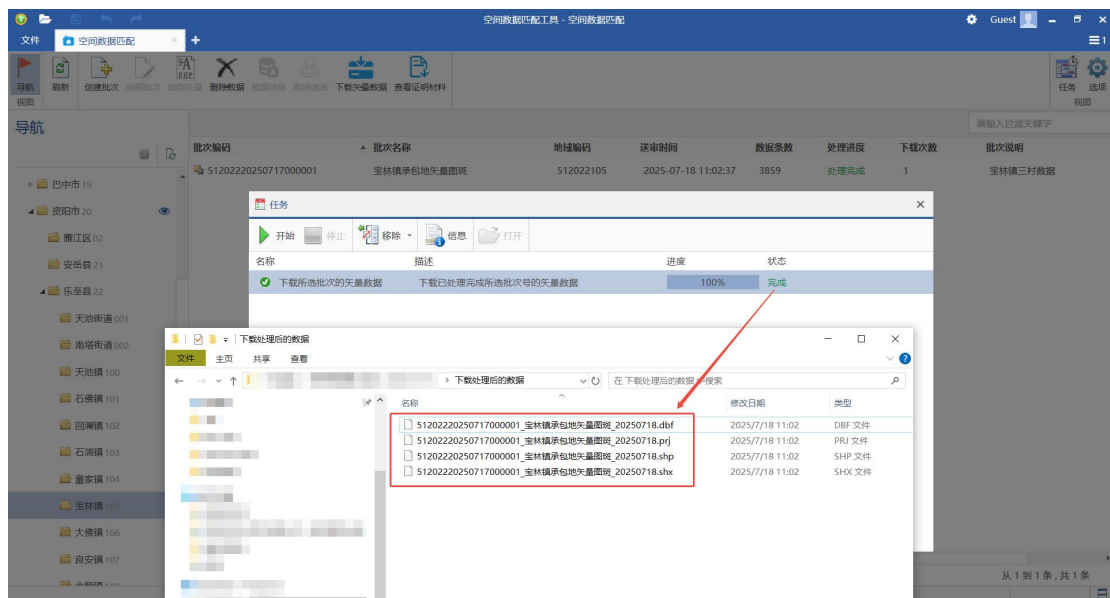 空间数据匹配工具 - 空间数据匹配
Guest
文件
空间数据匹配
1
导航
刷新
创建批次
编辑批次
加载矢量
删除数据
数据送审
取消送审
下载矢量数据
查看证明材料
任务
选项
视图
视图
导航
请输入过滤关键字
批次编码
批次名称
地域编码
送审时间
数据条数
处理进度
下载次数
批次说明
51202220250717000001
宝林镇承包地矢量图斑
512022105
2025-07-18 11:02:37
3859
处理完成
1
宝林镇三村数据
巴中市 19
资阳市 20
雁江区 02
安岳县 21
乐至县 22
天池街道 001
南塔街道 002
天池镇 100
石佛镇 101
回澜镇 102
石湍镇 103
童家镇 104
宝林镇 105
大佛镇 106
良安镇 107
任务
开始
停止
移除
信息
打开
名称
描述
进度
状态
下载所选批次的矢量数据
下载已处理完成所选批次号的矢量数据
100%
完成
下载处理后的数据
文件
主页
共享
查看
下载处理后的数据
在 下载处理后的数据 中搜索
名称
修改日期
类型
51202220250717000001_宝林镇承包地矢量图斑_20250718.dbf
2025/7/18 11:02
DBF 文件
51202220250717000001_宝林镇承包地矢量图斑_20250718.prj
2025/7/18 11:02
PRJ 文件
51202220250717000001_宝林镇承包地矢量图斑_20250718.shp
2025/7/18 11:02
SHP 文件
51202220250717000001_宝林镇承包地矢量图斑_20250718.shx
2025/7/18 11:02
SHX 文件
从 1 到 1 条 , 共 1 条